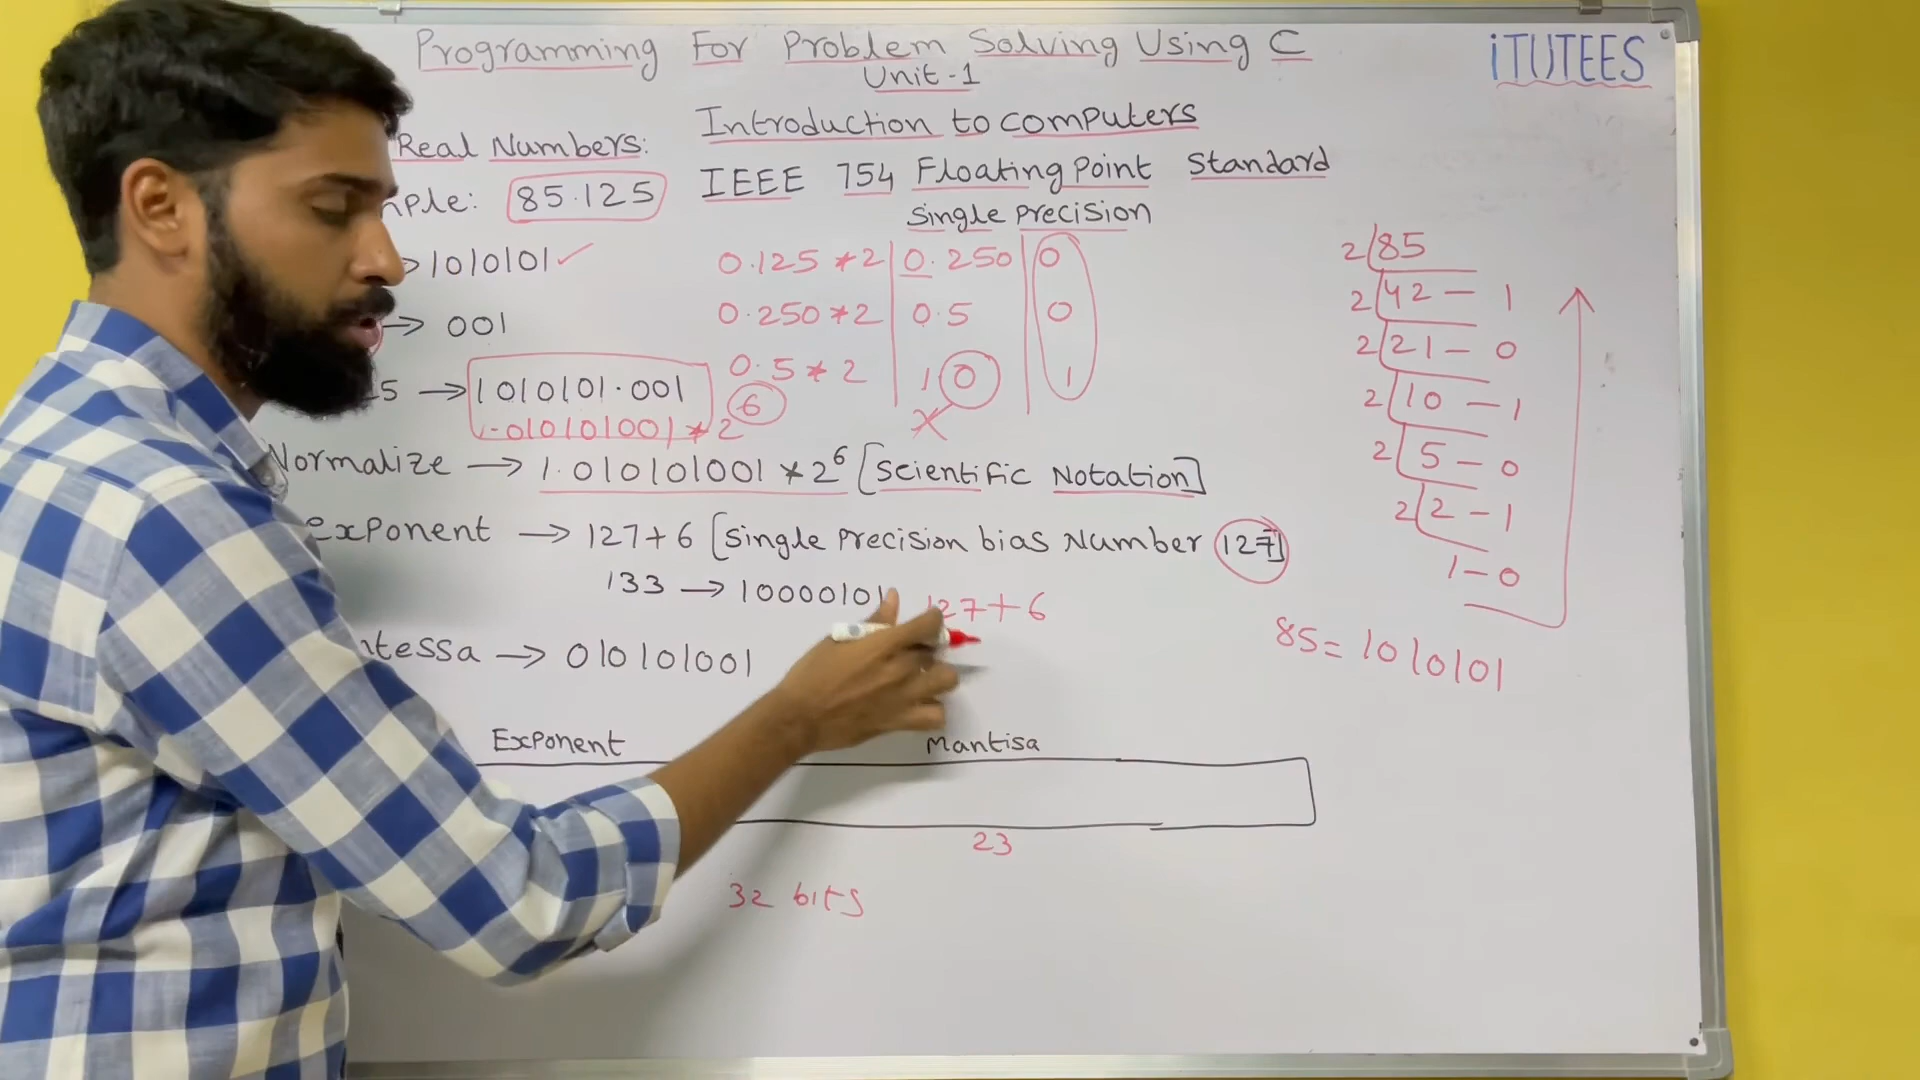 Programming For Problem Solving Using C
iTUTEES
Unit-1
Introduction to computers
Real Numbers:
IEEE 754 Floating Point Standard
85.125
Single Precision
1010101 ✓
0.125 * 2 | 0.250 | 0
→ 001
0.250 * 2 | 0.5 | 0
0.5 * 2 | 1 0 | 1
X
→ 1010101.001
6
1.010101001 * 2
Normalize → 1.010101001 * 2^6 [Scientific Notation]
exponent → 127+6 [Single Precision bias Number 127]
133 → 10000101
127+6
→ 010101001
Exponent
Mantisa
23
32 bits
2 85
2 42 - 1
2 21 - 0
2 10 - 1
2 5 - 0
2 2 - 1
1 - 0
85 = 1010101